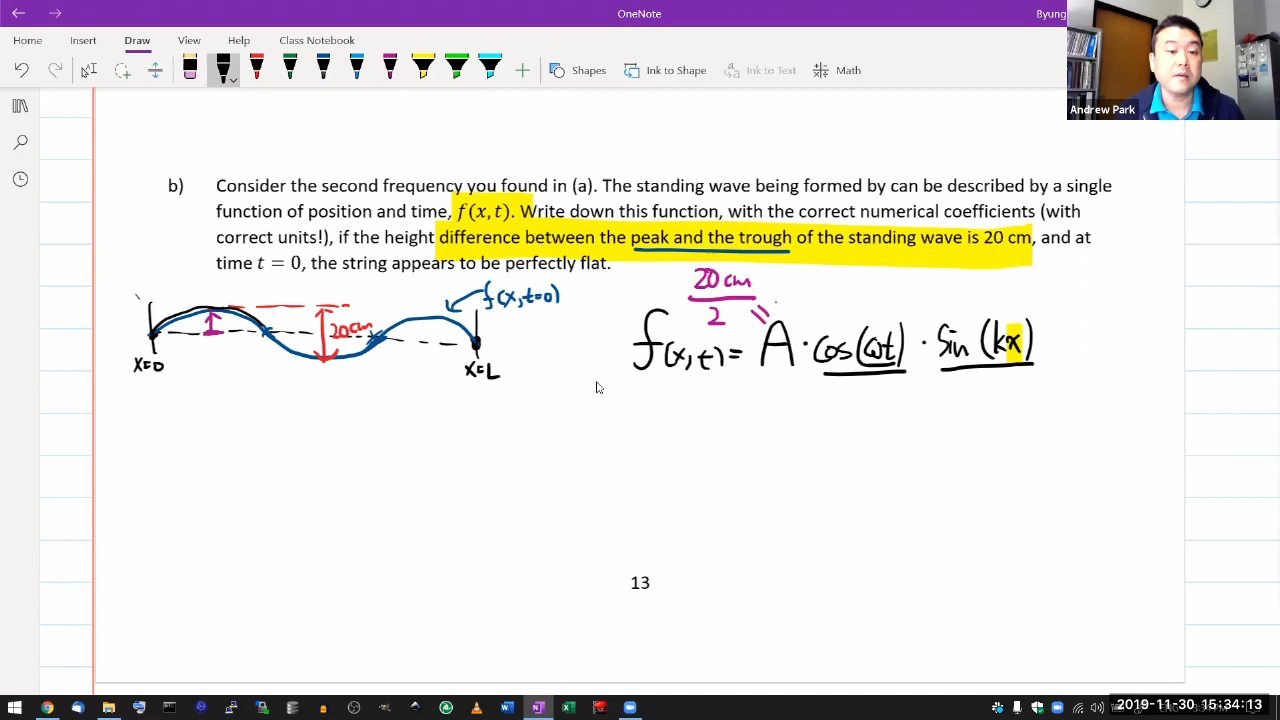 OneNote
Byung
Home Insert Draw View Help Class Notebook
Shapes Ink to Shape Ink to Text Math
Andrew Park
b) Consider the second frequency you found in (a). The standing wave being formed by can be described by a single
function of position and time, f(x, t). Write down this function, with the correct numerical coefficients (with
correct units!), if the height difference between the peak and the trough of the standing wave is 20 cm, and at
time t = 0, the string appears to be perfectly flat.
f(x, t=0)
20cm
x=0
x=L
20cm
2
f(x,t) = A · cos(ωt) · sin(kx)
13
2019-11-30 15:34:13